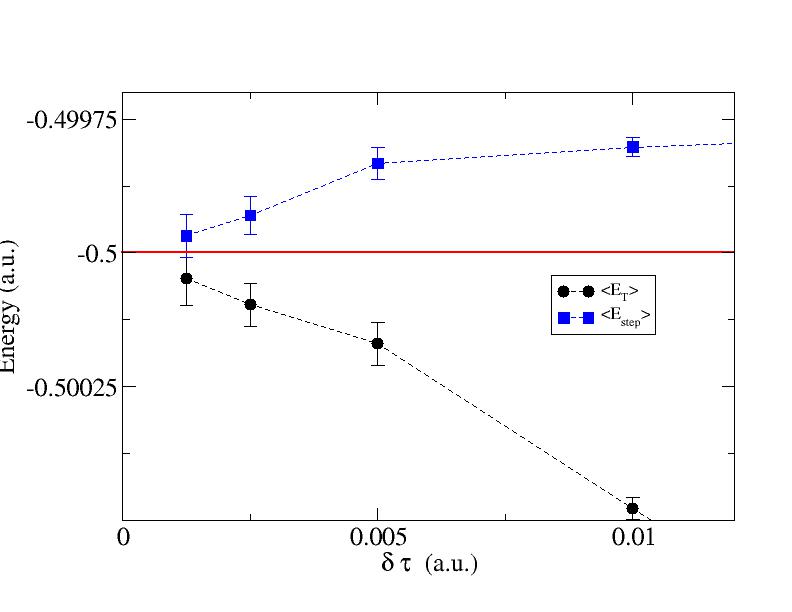 -0.49975
-0.5
-0.50025
Energy (a.u.)
<E_T>
<E_step>
0
0.005
0.01
δ τ (a.u.)